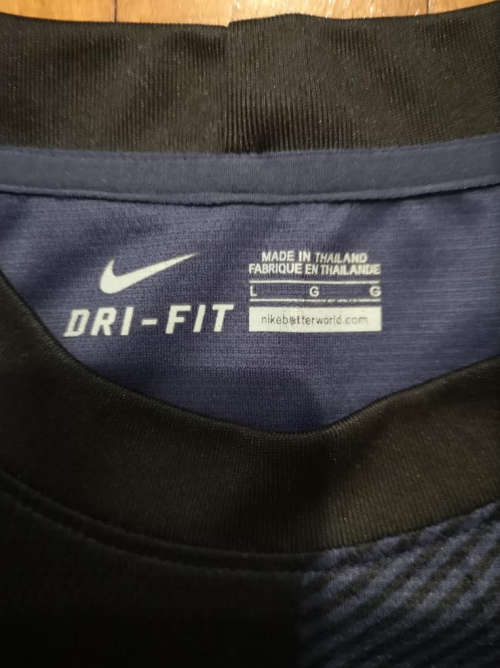 DRI-FIT
MADE IN THAILAND
FABRIQUE EN THAILANDE
L G G
nikebetterworld.com